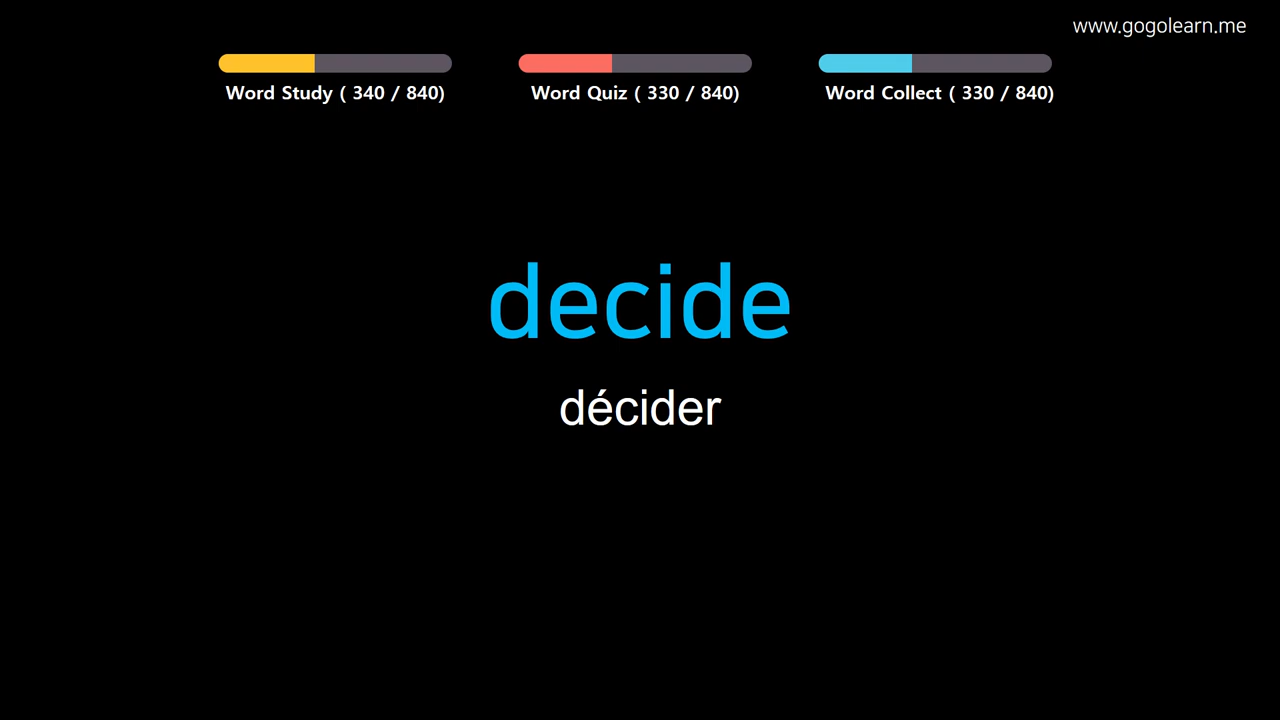 www.gogolearn.me
Word Study ( 340 / 840)
Word Quiz ( 330 / 840)
Word Collect ( 330 / 840)
decide
décider